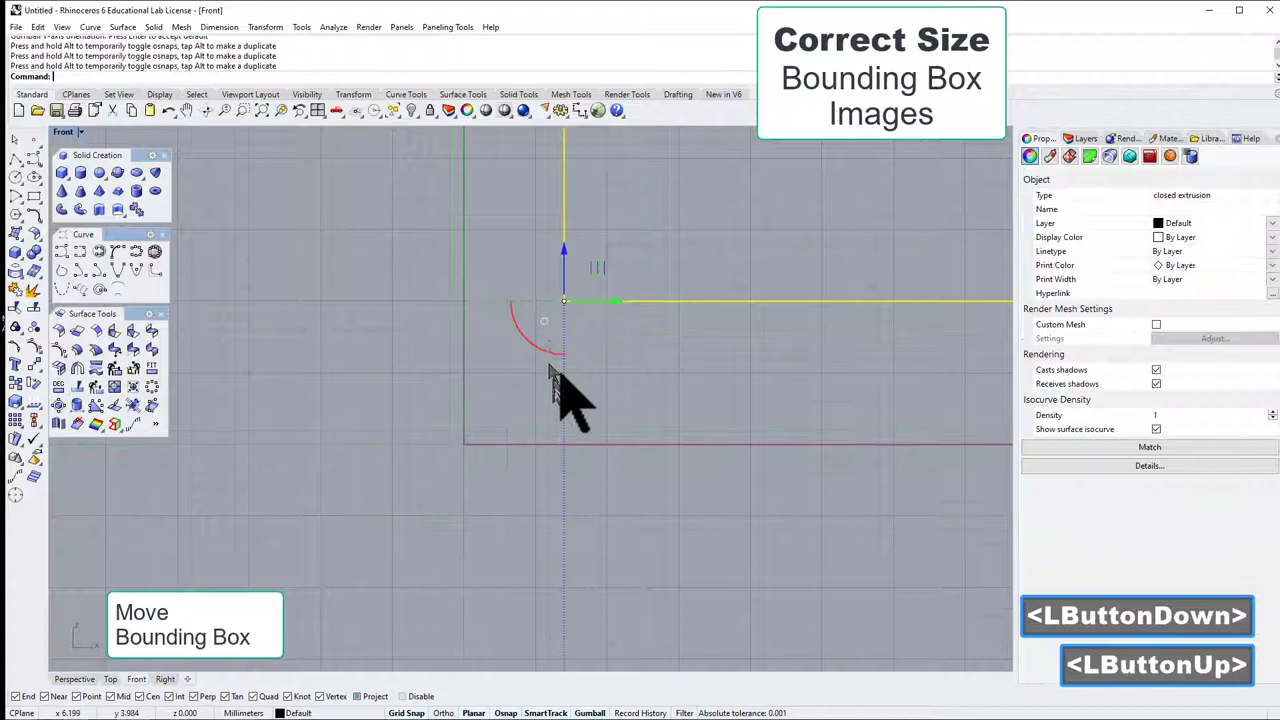 Untitled - Rhinoceros 6 Educational Lab License - [Front]
File Edit View Curve Surface Solid Mesh Dimension Transform Tools Analyze Render Panels Paneling Tools Help
Press and hold Alt to temporarily toggle osnaps, tap Alt to make a duplicate
Press and hold Alt to temporarily toggle osnaps, tap Alt to make a duplicate
Press and hold Alt to temporarily toggle osnaps, tap Alt to make a duplicate
Command:
Correct Size
Bounding Box
Images
Standard CPlanes Set View Display Select Viewport Layout Visibility Transform Curve Tools Surface Tools Solid Tools Mesh Tools Render Tools Drafting New in V6
Front
Solid Creation
Curve
Surface Tools
FIT
DEG
Prop... Layers Rend... Mate... Libra... Help
Object
Type closed extrusion
Name
Layer Default
Display Color By Layer
Linetype By Layer
Print Color By Layer
Print Width By Layer
Hyperlink ...
Render Mesh Settings
Custom Mesh
Settings Adjust...
Rendering
Casts shadows
Receives shadows
Isocurve Density
Density 1
Show surface isocurve
Match
Details...
Move
Bounding Box
z
x
<LButtonDown>
<LButtonUp>
Perspective Top Front Right
End Near Point Mid Cen Int Perp Tan Quad Knot Vertex Project Disable
CPlane x 6.199 y 3.984 z 0.000 Millimeters Default Grid Snap Ortho Planar Osnap SmartTrack Gumball Record History Filter Absolute tolerance: 0.001